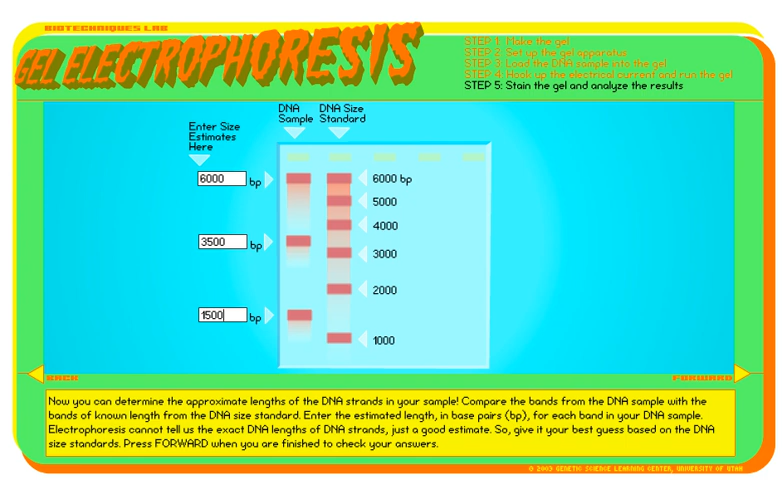 BIOTECHNIQUES LAB
GEL ELECTROPHORESIS
STEP 1: Make the gel
STEP 2: Set up the gel apparatus
STEP 3: Load the DNA sample into the gel
STEP 4: Hook up the electrical current and run the gel
STEP 5: Stain the gel and analyze the results
DNA Sample
DNA Size Standard
Enter Size
Estimates
Here
6000 bp
6000 bp
5000
4000
3500 bp
3000
2000
1500 bp
1000
BACK
FORWARD
Now you can determine the approximate lengths of the DNA strands in your sample! Compare the bands from the DNA sample with the
bands of known length from the DNA size standard. Enter the estimated length, in base pairs (bp), for each band in your DNA sample.
Electrophoresis cannot tell us the exact DNA lengths of DNA strands, just a good estimate. So, give it your best guess based on the DNA
size standards. Press FORWARD when you are finished to check your answers.
© 2003 GENETIC SCIENCE LEARNING CENTER, UNIVERSITY OF UTAH